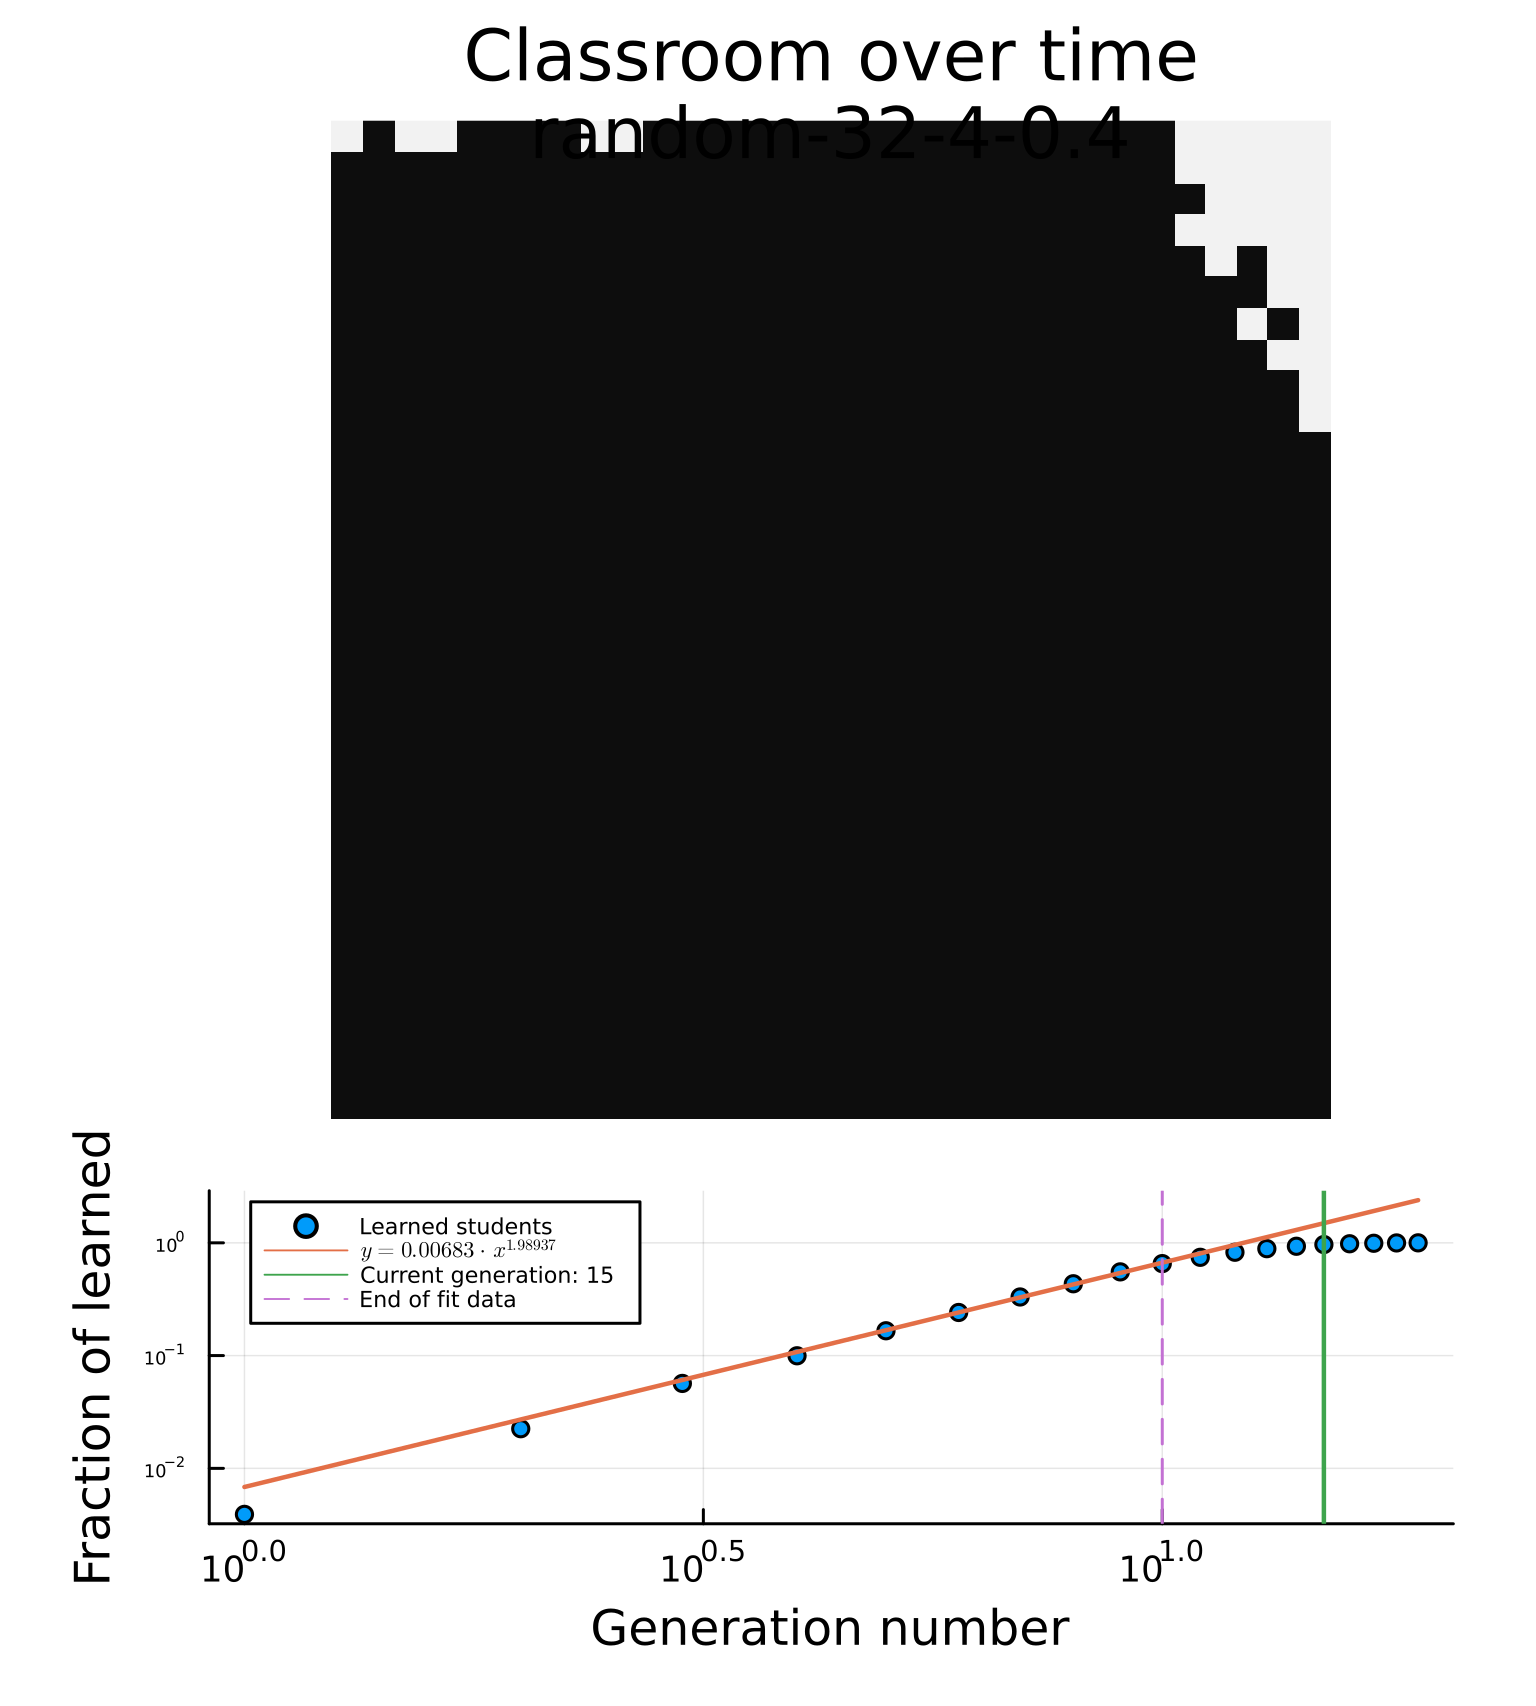 Classroom over time
random-32-4-0.4
Fraction of learned
10⁰
10⁻¹
10⁻²
Learned students
y = 0.00683 · x^1.98937
Current generation: 15
End of fit data
10^0.0
10^0.5
10^1.0
Generation number